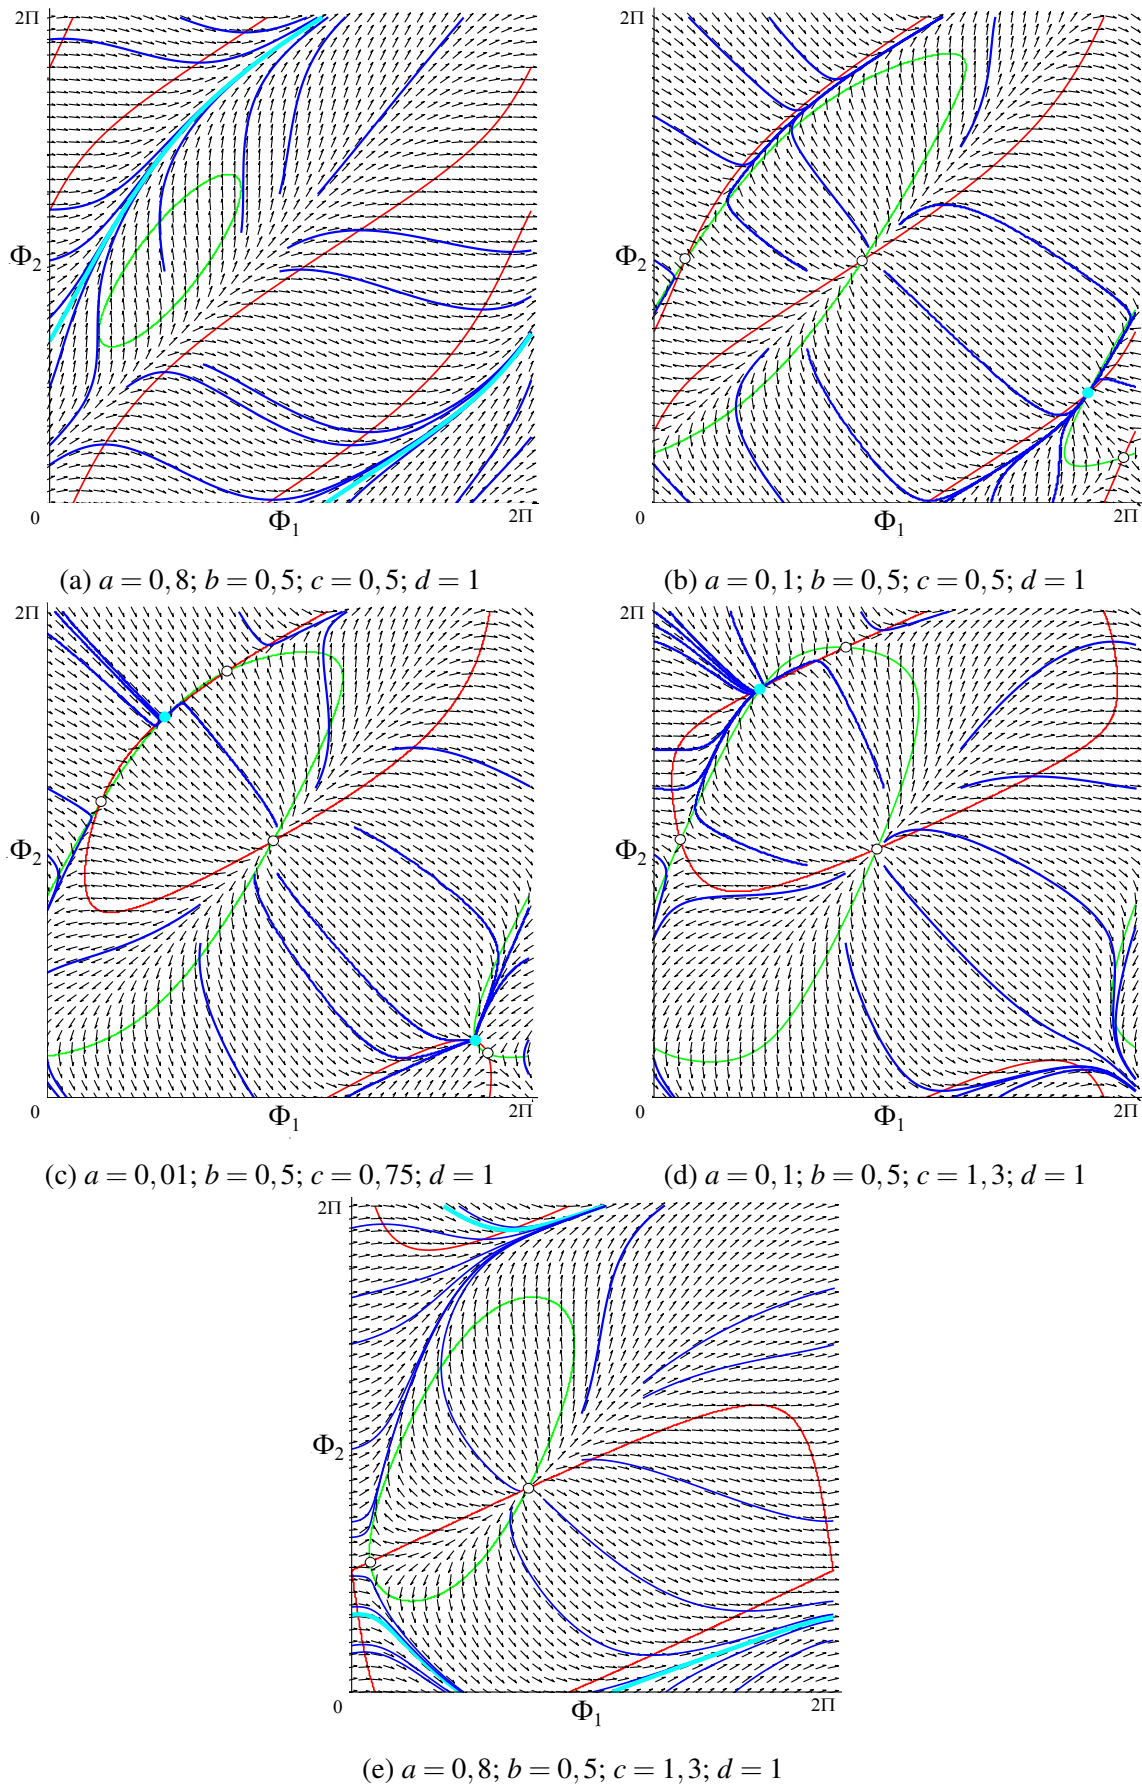 2Π 2Π
Φ2 Φ2
0 Φ1 2Π 0 Φ1 2Π
(a) a = 0,8; b = 0,5; c = 0,5; d = 1 (b) a = 0,1; b = 0,5; c = 0,5; d = 1
2Π 2Π
Φ2 Φ2
0 Φ1 2Π 0 Φ1 2Π
(c) a = 0,01; b = 0,5; c = 0,75; d = 1 (d) a = 0,1; b = 0,5; c = 1,3; d = 1
2Π
Φ2
0 Φ1 2Π
(e) a = 0,8; b = 0,5; c = 1,3; d = 1